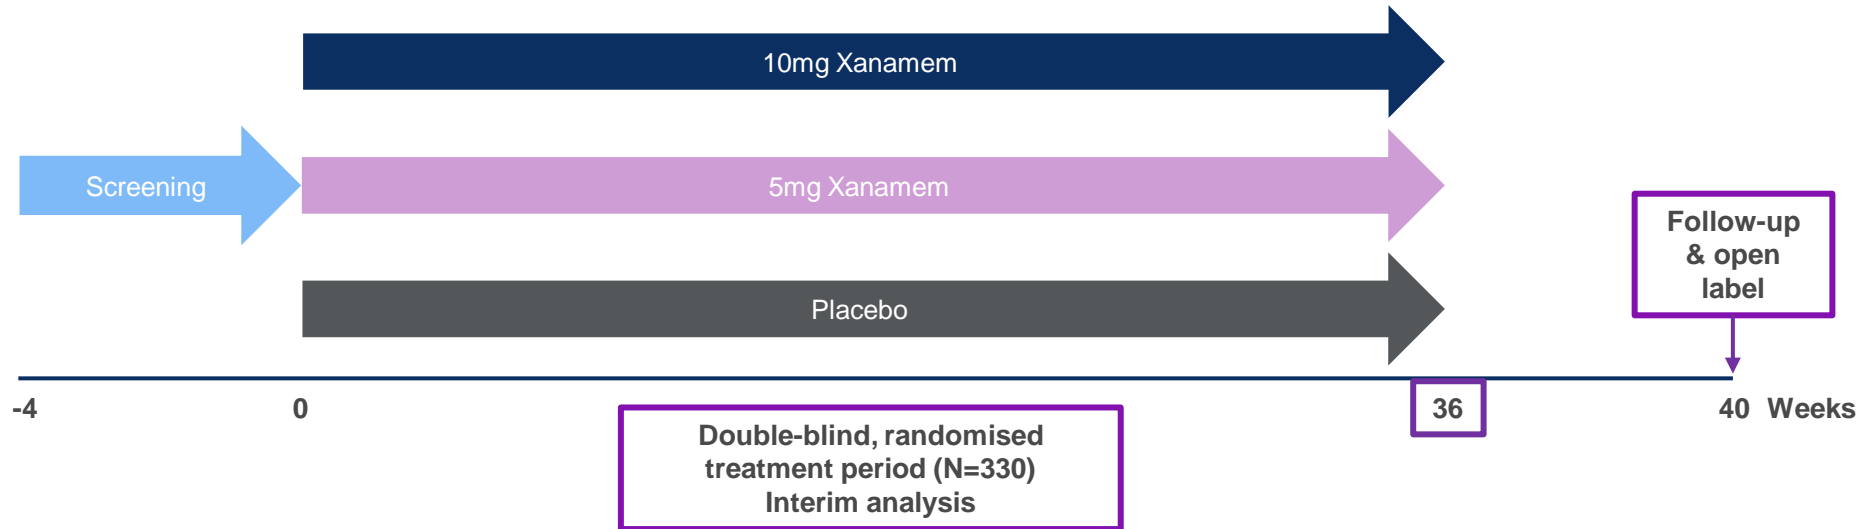 10mg Xanamem
Screening
5mg Xanamem
Placebo
Follow-up
& open
label
-4
0
36
40 Weeks
Double-blind, randomised
treatment period (N=330)
Interim analysis